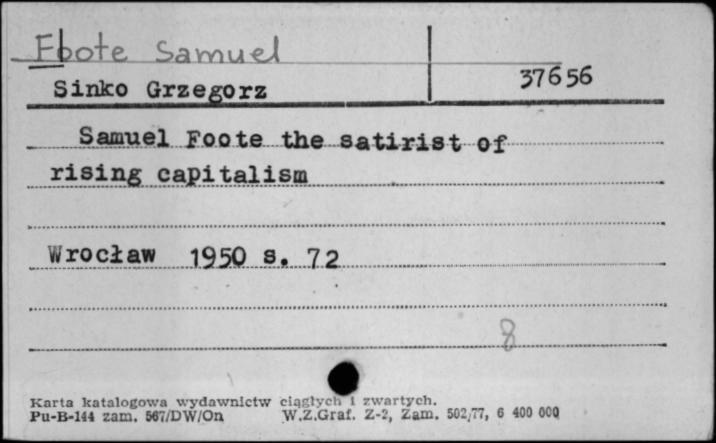 Foote Samuel
Sinko Grzegorz 37656
Samuel Foote the satirist of
rising capitalism
Wrocław 1950 s. 72
8
Karta katalogowa wydawnictw ciągłych i zwartych.
Pu-B-144 zam. 567/DW/On W.Z.Graf. Z-2, Zam. 502/77, 6 400 000